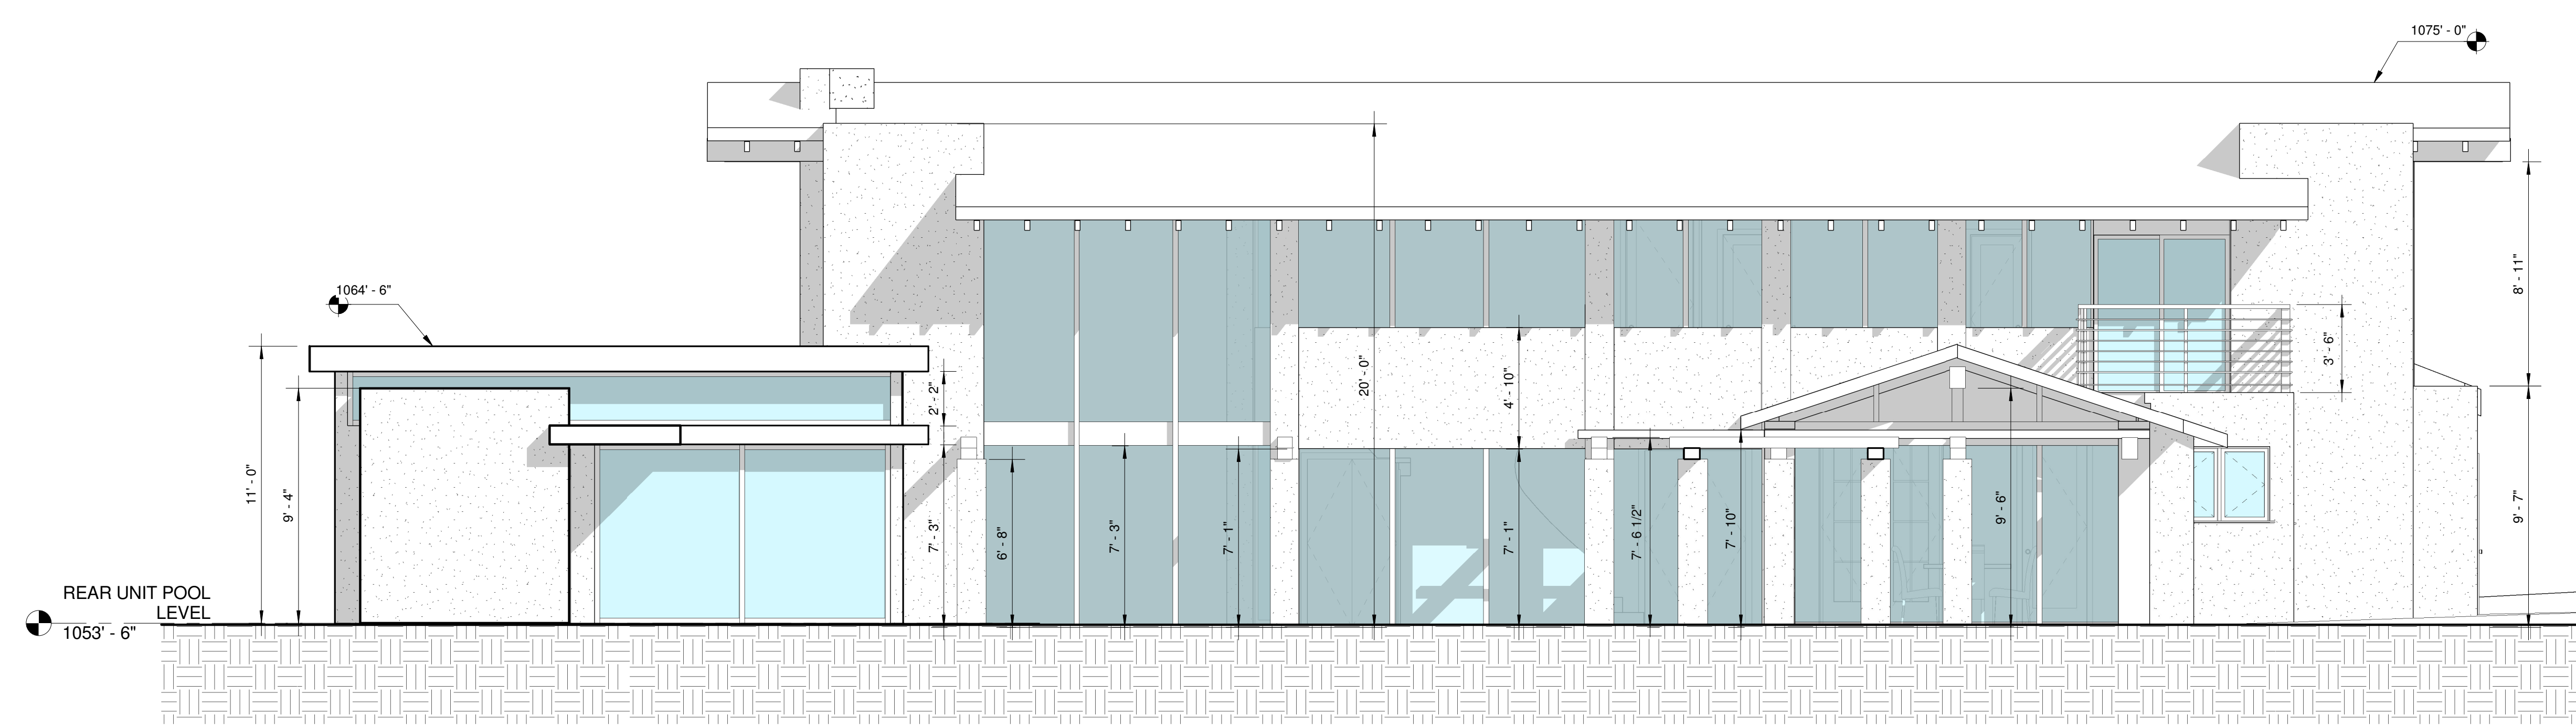 1075' - 0"
1064' - 6"
11' - 0"
9' - 4"
2' - 2"
7' - 3"
6' - 8"
7' - 3"
7' - 1"
20' - 0"
4' - 10"
7' - 1"
7' - 6 1/2"
7' - 10"
9' - 6"
3' - 6"
8' - 11"
9' - 7"
REAR UNIT POOL
LEVEL
1053' - 6"